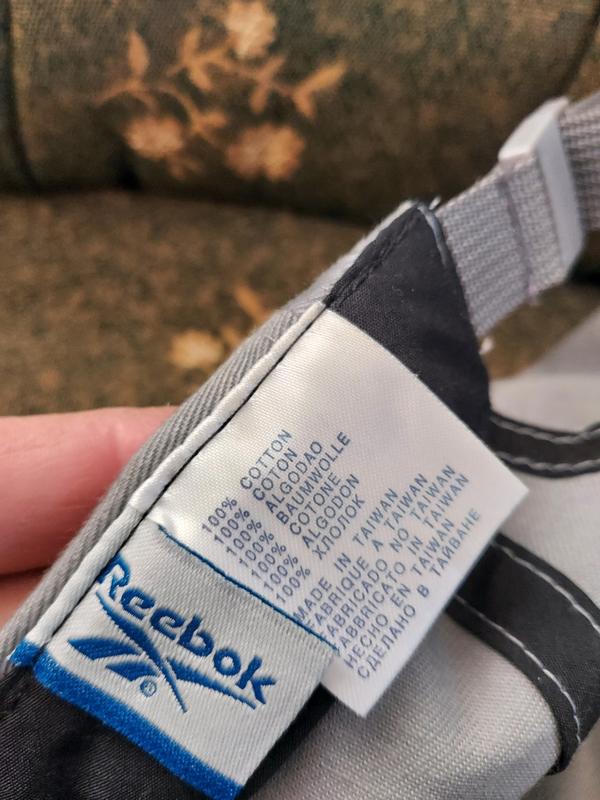 100% COTTON
100% COTON
100% ALGODAO
100% BAUMWOLLE
100% COTONE
100% ALGODON
100% ХЛОЛОК
MADE IN TAIWAN
FABRIQUE A TAIWAN
FABRICADO NO TAIWAN
FABBRICATO IN TAIWAN
HECHO EN TAIWAN
СДЕЛАНО В ТАЙВАНЕ
Reebok
®